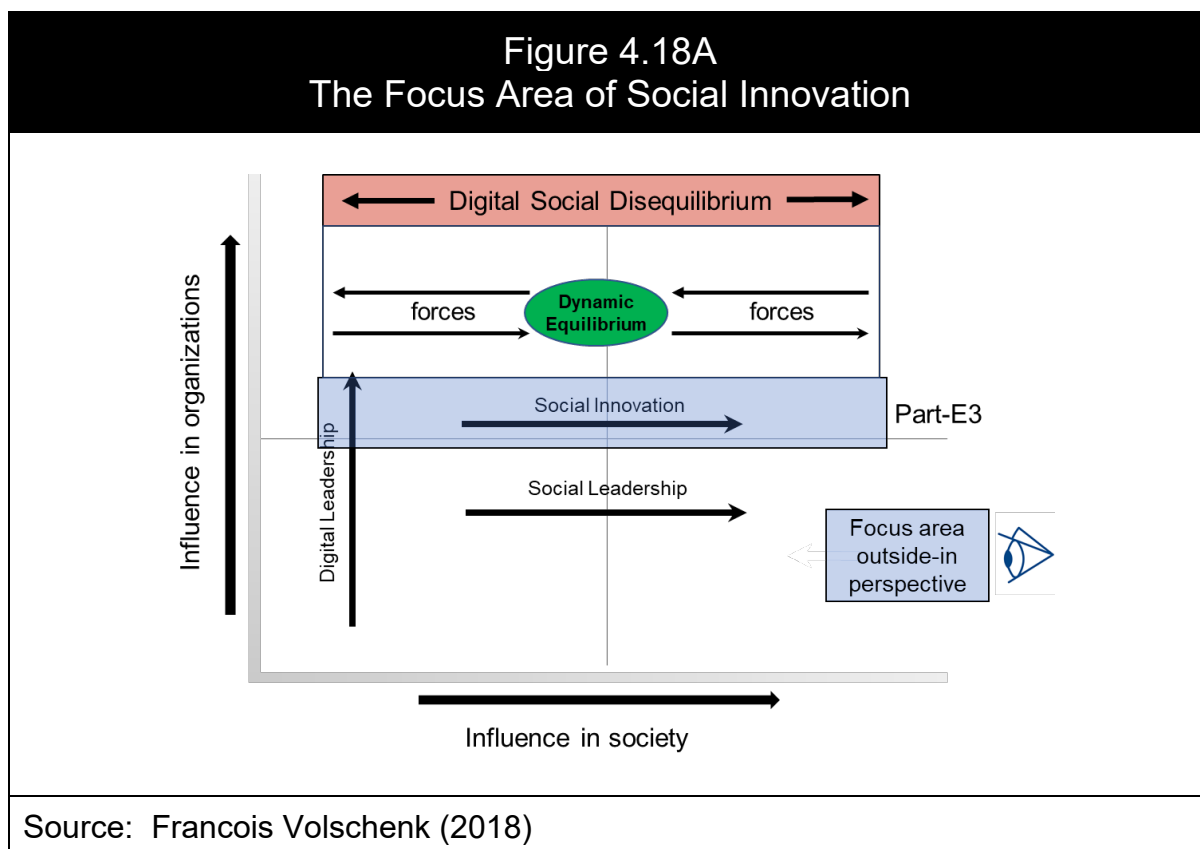 Figure 4.18A
The Focus Area of Social Innovation
Digital Social Disequilibrium
Influence in organizations
forces
Dynamic
Equilibrium
forces
Social Innovation
Part-E3
Digital Leadership
Social Leadership
Focus area
outside-in
perspective
Influence in society
Source: Francois Volschenk (2018)